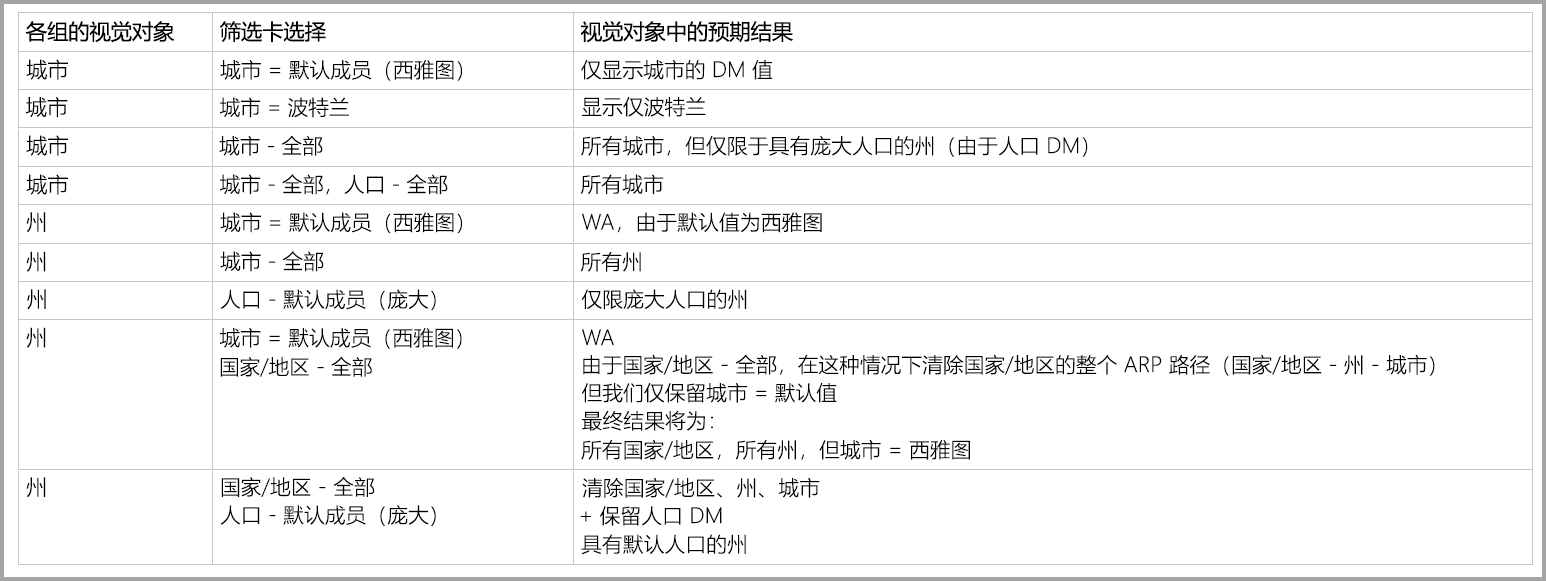 各组的视觉对象 筛选卡选择 视觉对象中的预期结果
城市 城市 = 默认成员（西雅图） 仅显示城市的 DM 值
城市 城市 = 波特兰 显示仅波特兰
城市 城市 - 全部 所有城市，但仅限于具有庞大人口的州（由于人口 DM）
城市 城市 - 全部，人口 - 全部 所有城市
州 城市 = 默认成员（西雅图） WA，由于默认值为西雅图
州 城市 - 全部 所有州
州 人口 - 默认成员（庞大） 仅限庞大人口的州
州 城市 = 默认成员（西雅图） WA
国家/地区 - 全部 由于国家/地区 - 全部，在这种情况下清除国家/地区的整个 ARP 路径（国家/地区 - 州 - 城市）
但我们仅保留城市 = 默认值
最终结果将为：
所有国家/地区，所有州，但城市 = 西雅图
州 国家/地区 - 全部 清除国家/地区、州、城市
人口 - 默认成员（庞大） + 保留人口 DM
具有默认人口的州